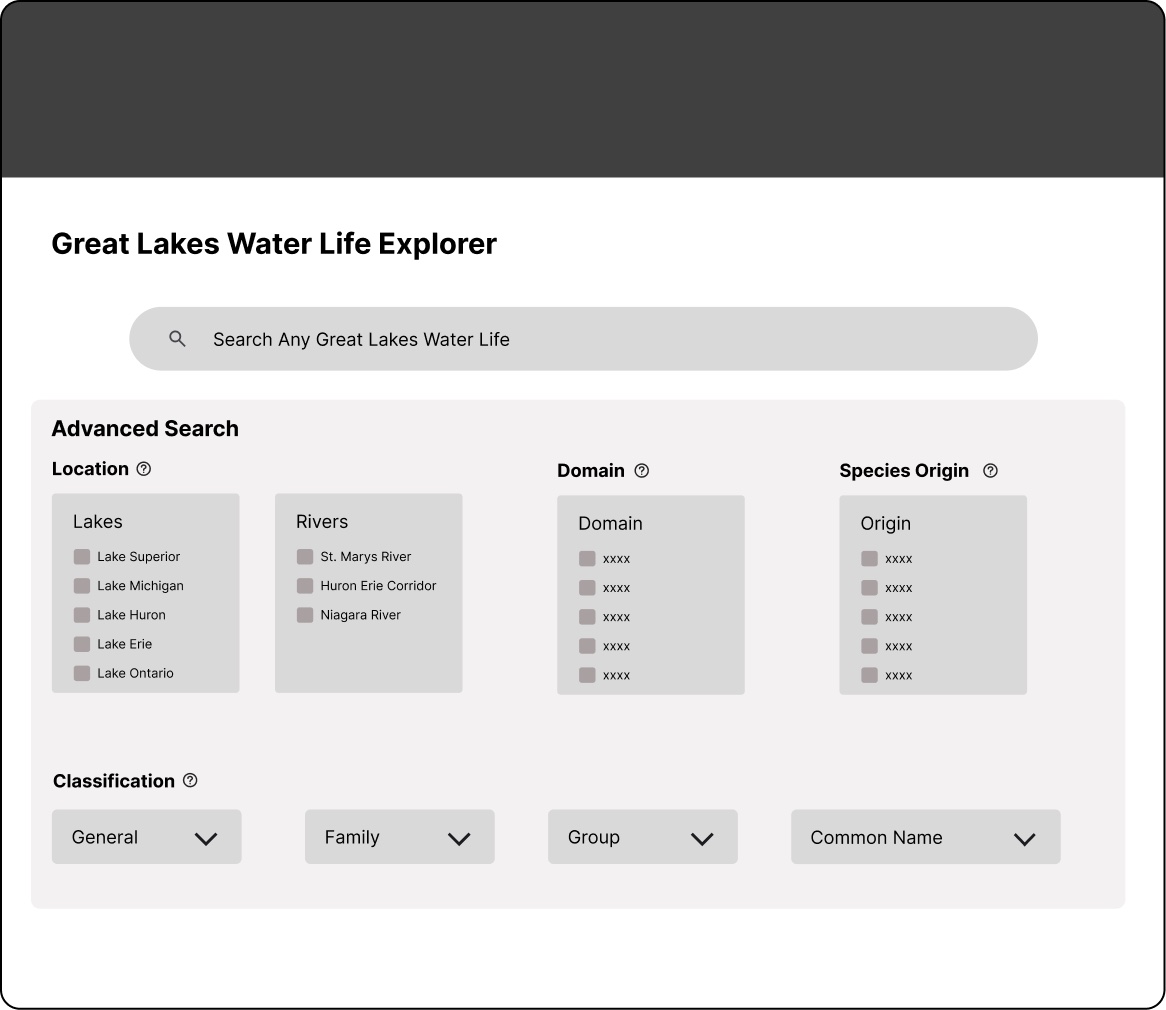 Great Lakes Water Life Explorer
Search Any Great Lakes Water Life
Advanced Search
Location
Lakes
Lake Superior
Lake Michigan
Lake Huron
Lake Erie
Lake Ontario
Rivers
St. Marys River
Huron Erie Corridor
Niagara River
Domain
Domain
xxxx
xxxx
xxxx
xxxx
xxxx
Species Origin
Origin
xxxx
xxxx
xxxx
xxxx
xxxx
Classification
General
Family
Group
Common Name